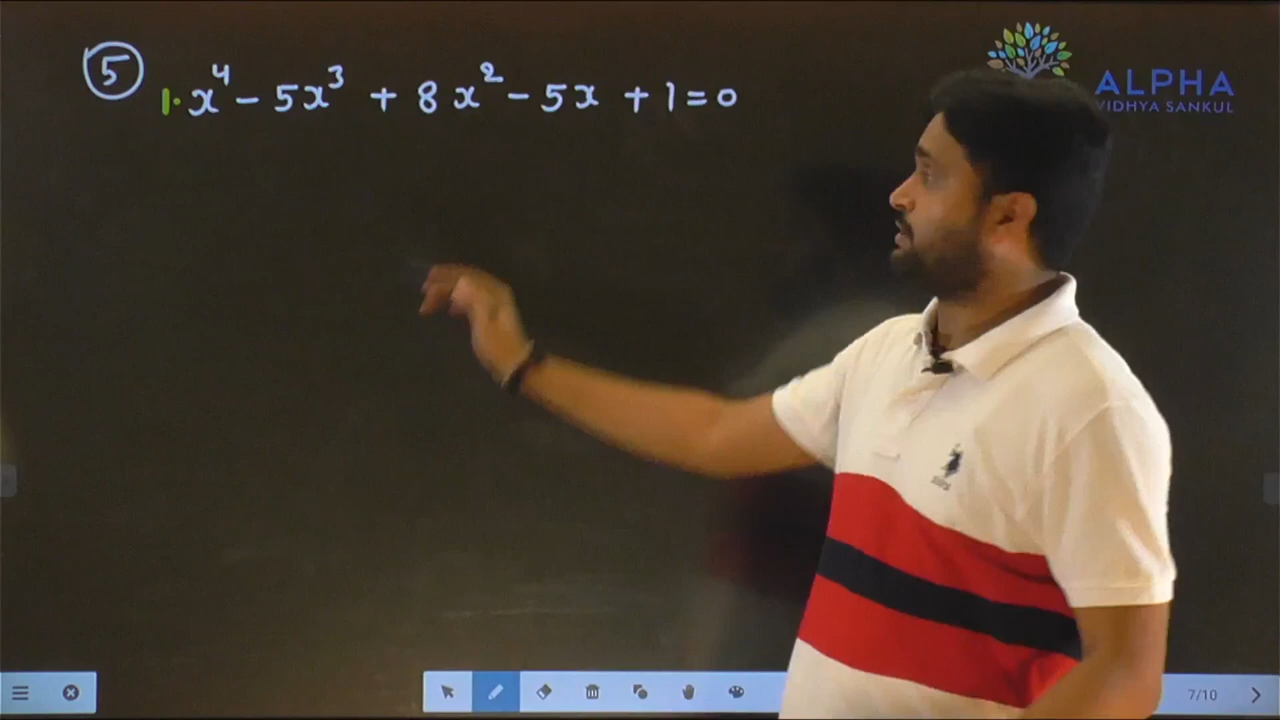 ⑤ 1·x⁴ - 5x³ + 8x² - 5x + 1 = 0
ALPHA
VIDHYA SANKUL
7/10